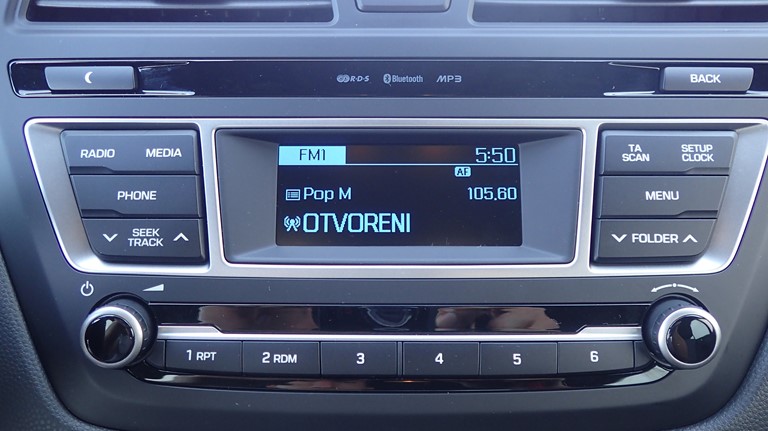 R·D·S Bluetooth MP3
BACK
RADIO MEDIA
PHONE
SEEK
TRACK
FM1 5:50
AF
Pop M 105.60
OTVORENI
TA
SCAN
SETUP
CLOCK
MENU
FOLDER
1 RPT
2 RDM
3
4
5
6